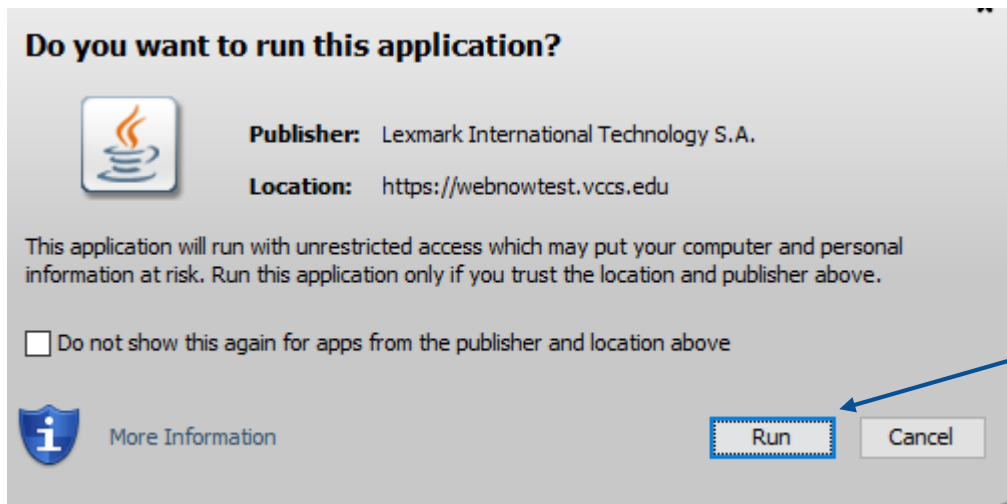 Do you want to run this application?
Publisher: Lexmark International Technology S.A.
Location: https://webnowtest.vccs.edu
This application will run with unrestricted access which may put your computer and personal
information at risk. Run this application only if you trust the location and publisher above.
Do not show this again for apps from the publisher and location above
More Information
Run
Cancel